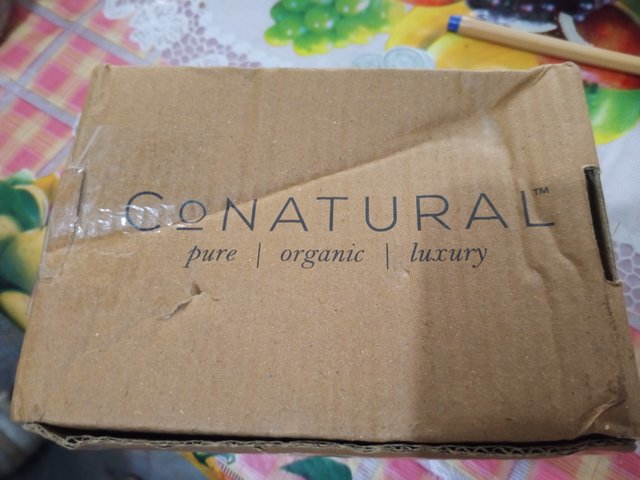 CoNATURAL™
pure | organic | luxury